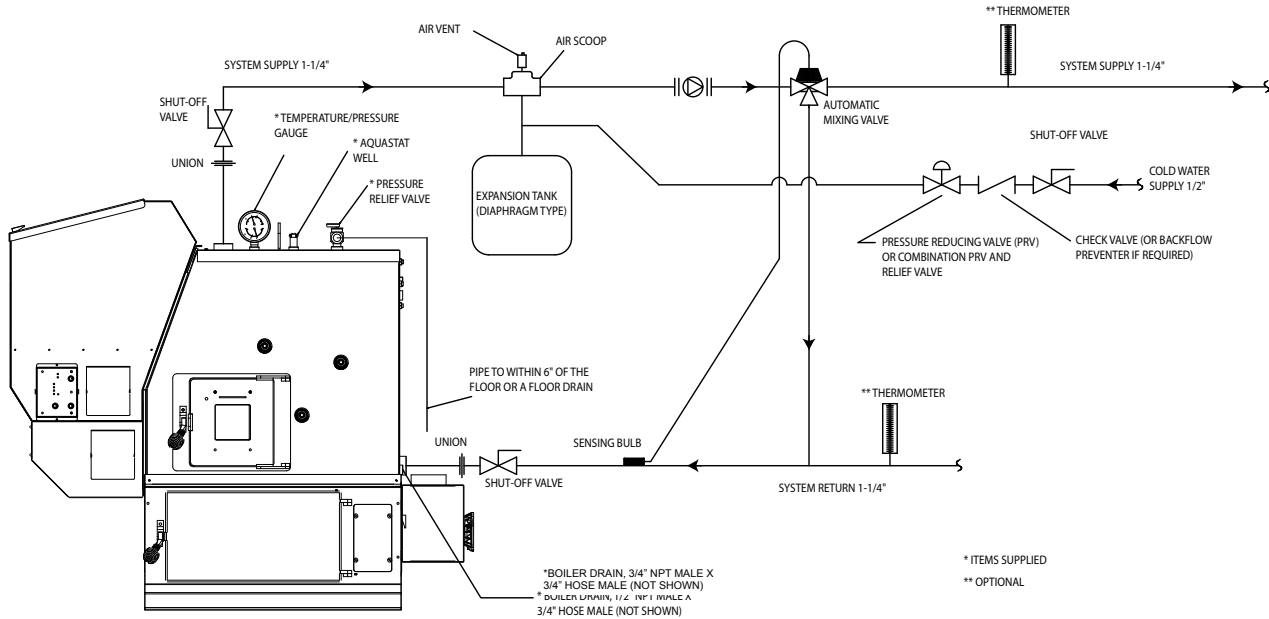 ** THERMOMETER
AIR VENT
AIR SCOOP
SYSTEM SUPPLY 1-1/4"
SYSTEM SUPPLY 1-1/4"
SHUT-OFF
VALVE
* TEMPERATURE/PRESSURE
GAUGE
AUTOMATIC
MIXING VALVE
SHUT-OFF VALVE
* AQUASTAT
WELL
UNION
COLD WATER
SUPPLY 1/2"
* PRESSURE
RELIEF VALVE
EXPANSION TANK
(DIAPHRAGM TYPE)
PRESSURE REDUCING VALVE (PRV)
OR COMBINATION PRV AND
RELIEF VALVE
CHECK VALVE (OR BACKFLOW
PREVENTER IF REQUIRED)
PIPE TO WITHIN 6" OF THE
FLOOR OR A FLOOR DRAIN
** THERMOMETER
UNION
SENSING BULB
SHUT-OFF VALVE
SYSTEM RETURN 1-1/4"
* ITEMS SUPPLIED
** OPTIONAL
*BOILER DRAIN, 3/4" NPT MALE X
3/4" HOSE MALE (NOT SHOWN)
* BOILER DRAIN, 1/2" NPT MALE X
3/4" HOSE MALE (NOT SHOWN)